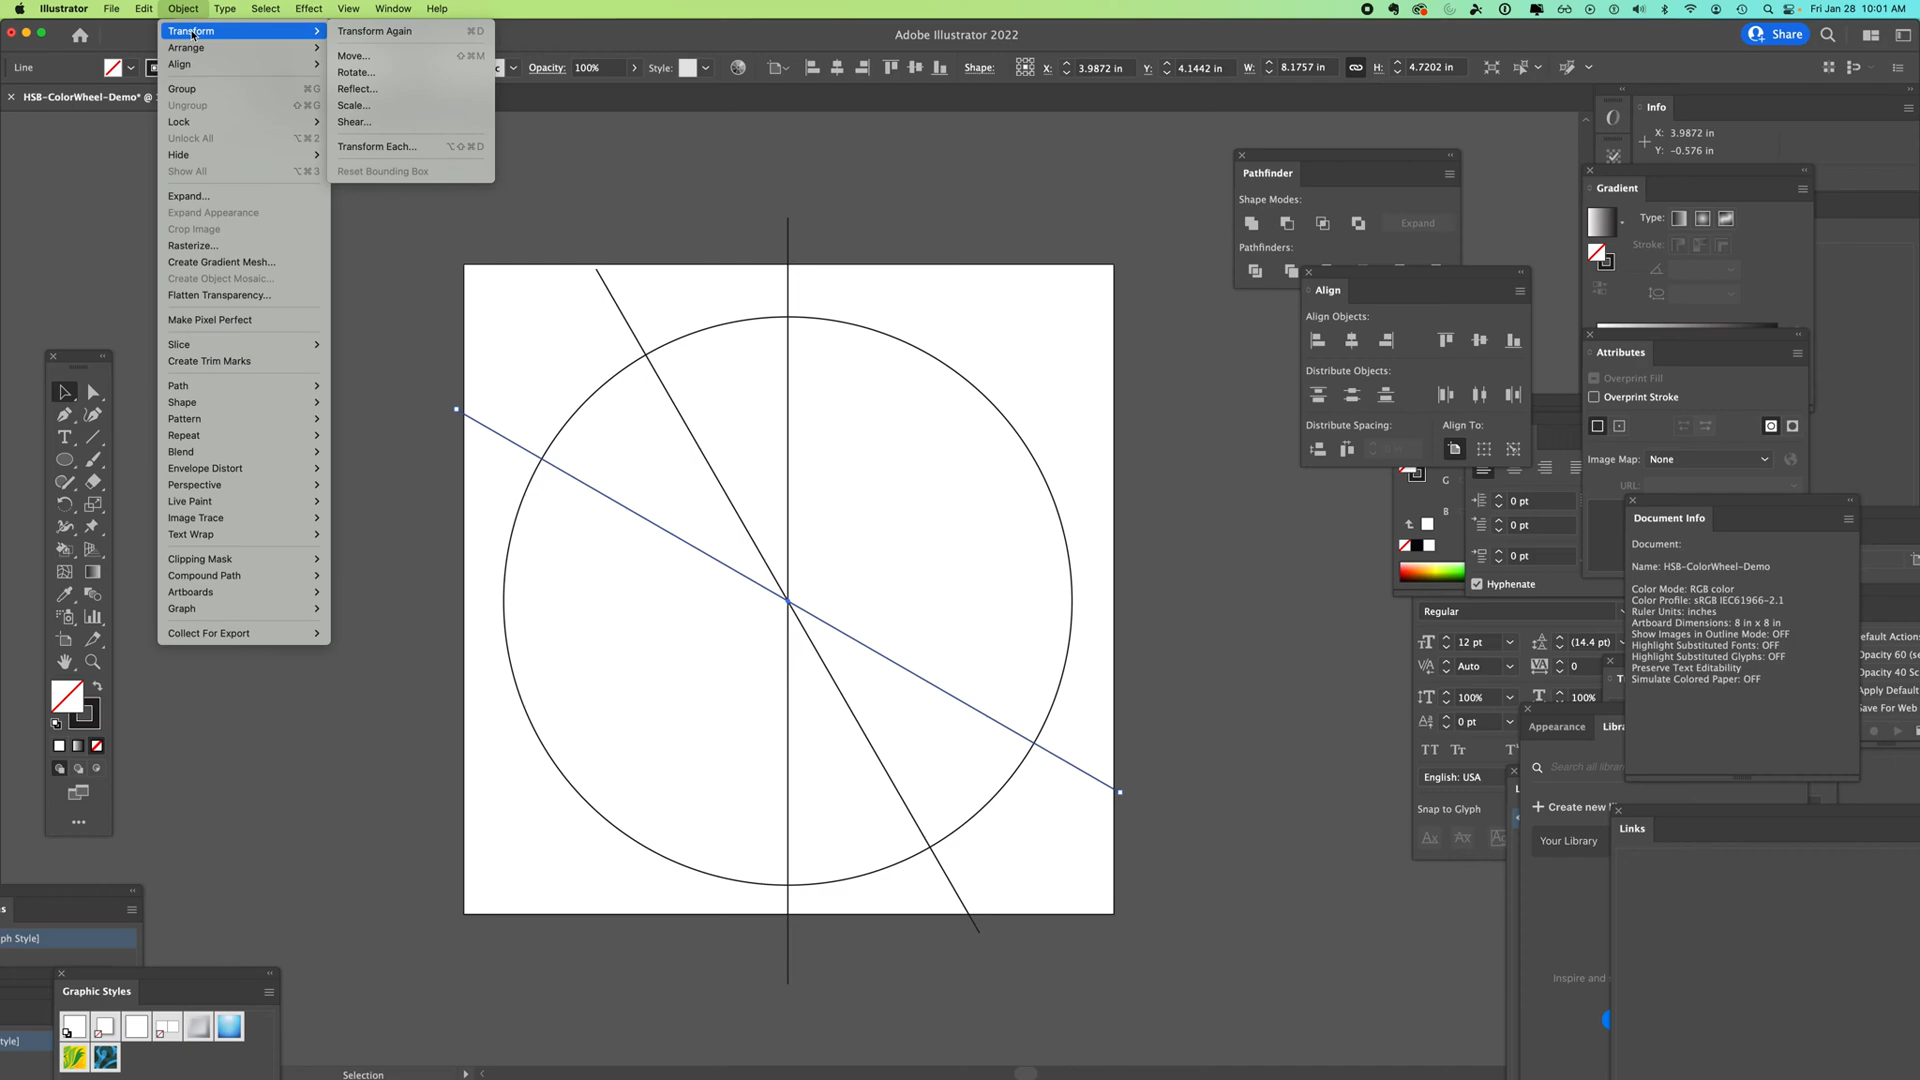 Illustrator File Edit Object Type Select Effect View Window Help
Fri Jan 28 10:01 AM
Adobe Illustrator 2022
Share
Line
Opacity: 100%
Style:
Shape:
X: 3.9872 in
Y: 4.1442 in
W: 8.1757 in
H: 4.7202 in
HSB-ColorWheel-Demo* @
Transform
Arrange
Align
Group ⌘G
Ungroup ⇧⌘G
Lock
Unlock All ⌥⌘2
Hide
Show All ⌥⌘3
Expand...
Expand Appearance
Crop Image
Rasterize...
Create Gradient Mesh...
Create Object Mosaic...
Flatten Transparency...
Make Pixel Perfect
Slice
Create Trim Marks
Path
Shape
Pattern
Repeat
Blend
Envelope Distort
Perspective
Live Paint
Image Trace
Text Wrap
Clipping Mask
Compound Path
Artboards
Graph
Collect For Export
Transform Again ⌘D
Move... ⇧⌘M
Rotate...
Reflect...
Scale...
Shear...
Transform Each... ⌥⇧⌘D
Reset Bounding Box
Info
X: 3.9872 in
Y: -0.576 in
Pathfinder
Shape Modes:
Expand
Pathfinders:
Gradient
Type:
Stroke:
Align
Align Objects:
Distribute Objects:
Distribute Spacing:
Align To:
Attributes
Overprint Fill
Overprint Stroke
Image Map: None
URL:
G
B
0 pt
0 pt
0 pt
Hyphenate
Document Info
Document:
Name: HSB-ColorWheel-Demo
Color Mode: RGB color
Color Profile: sRGB IEC61966-2.1
Ruler Units: inches
Artboard Dimensions: 8 in x 8 in
Show Images in Outline Mode: OFF
Highlight Substituted Fonts: OFF
Highlight Substituted Glyphs: OFF
Preserve Text Editability
Simulate Colored Paper: OFF
Regular
12 pt
(14.4 pt)
Auto
0
100%
100%
0 pt
English: USA
Snap to Glyph
efault Actions
Opacity 60 (se
Opacity 40 Sc
Apply Default
Save For Web
Appearance
Libra
Search all librar
Create new l
Your Library
Inspire and
Links
ph Style]
tyle]
Graphic Styles
Selection